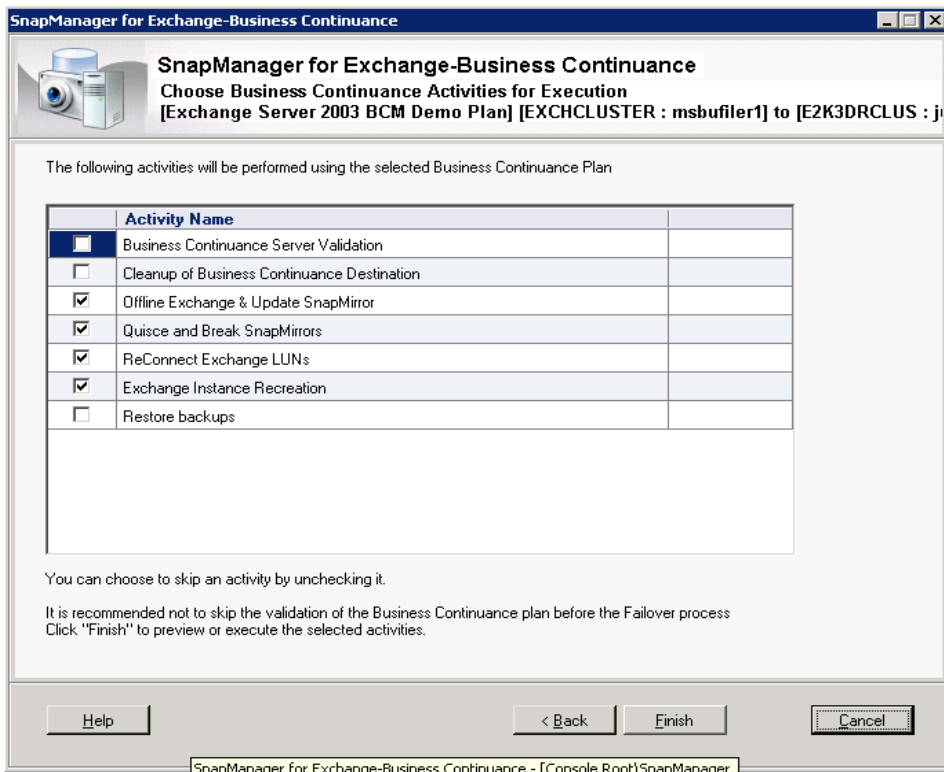 SnapManager for Exchange-Business Continuance
SnapManager for Exchange-Business Continuance
Choose Business Continuance Activities for Execution
[Exchange Server 2003 BCM Demo Plan] [EXCHCLUSTER : msbufiler1] to [E2K3DRCLUS :
The following activities will be performed using the selected Business Continuance Plan
Activity Name
Business Continuance Server Validation
Cleanup of Business Continuance Destination
Offline Exchange & Update SnapMirror
Quisce and Break SnapMirrors
ReConnect Exchange LUNs
Exchange Instance Recreation
Restore backups
You can choose to skip an activity by unchecking it.
It is recommended not to skip the validation of the Business Continuance plan before the Failover process
Click "Finish" to preview or execute the selected activities.
Help
< Back
Finish
Cancel
SnapManager for Exchange-Business Continuance - [Console Root\SnapManager